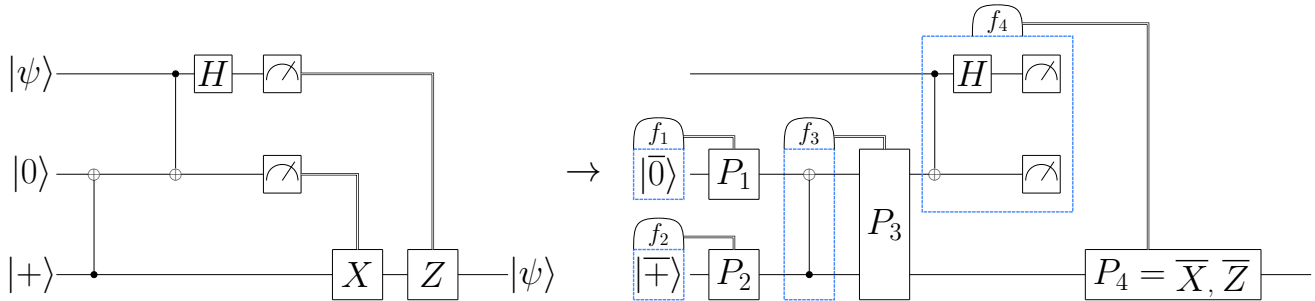 f₄
|ψ⟩ H H
f₁ f₃
|0⟩ → |0̅⟩ P₁
f₂ P₃
|+⟩ X Z |ψ⟩ |+̅⟩ P₂ P₄ = X̅, Z̅